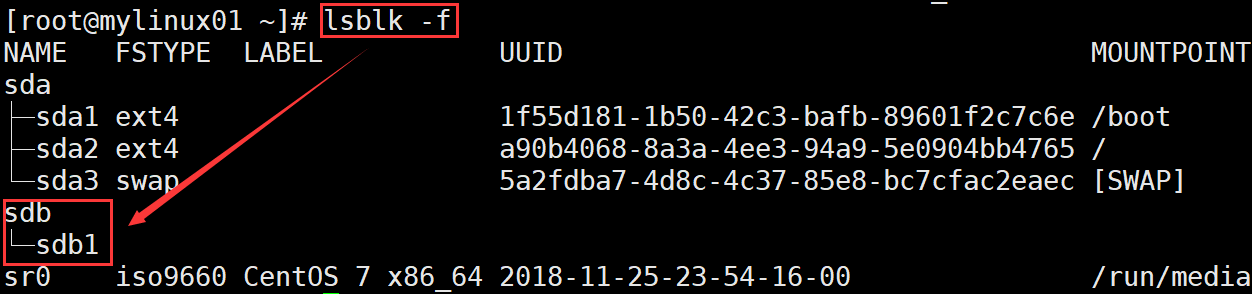 [root@mylinux01 ~]# lsblk -f
NAME   FSTYPE  LABEL           UUID                                 MOUNTPOINT
sda
├─sda1 ext4                    1f55d181-1b50-42c3-bafb-89601f2c7c6e /boot
├─sda2 ext4                    a90b4068-8a3a-4ee3-94a9-5e0904bb4765 /
└─sda3 swap                    5a2fdba7-4d8c-4c37-85e8-bc7cfac2eaec [SWAP]
sdb
└─sdb1
sr0    iso9660 CentOS 7 x86_64 2018-11-25-23-54-16-00               /run/media